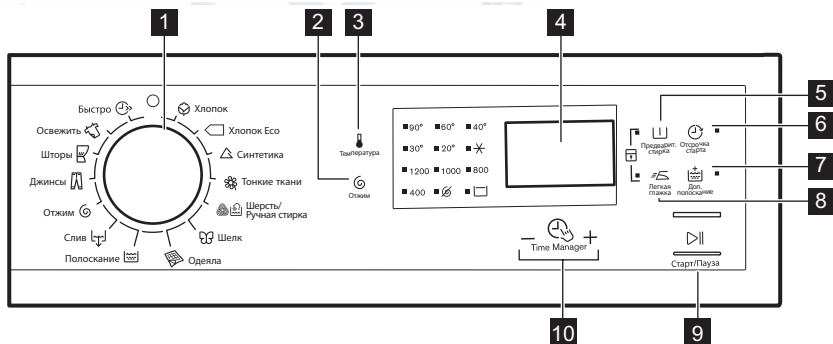 1
2
3
4
5
6
7
8
9
10
Быстро
Освежить
Шторы
Джинсы
Отжим
Слив
Полоскание
Хлопок
Хлопок Eco
Синтетика
Тонкие ткани
Шерсть/
Ручная стирка
Шелк
Одеяла
Температура
Отжим
90° 60° 40°
30° 20°
1200 1000 800
400
− Time Manager +
Предварит.
стирка
Отсрочка
старта
Легкая
глажка
Доп.
полоскание
Старт/Пауза